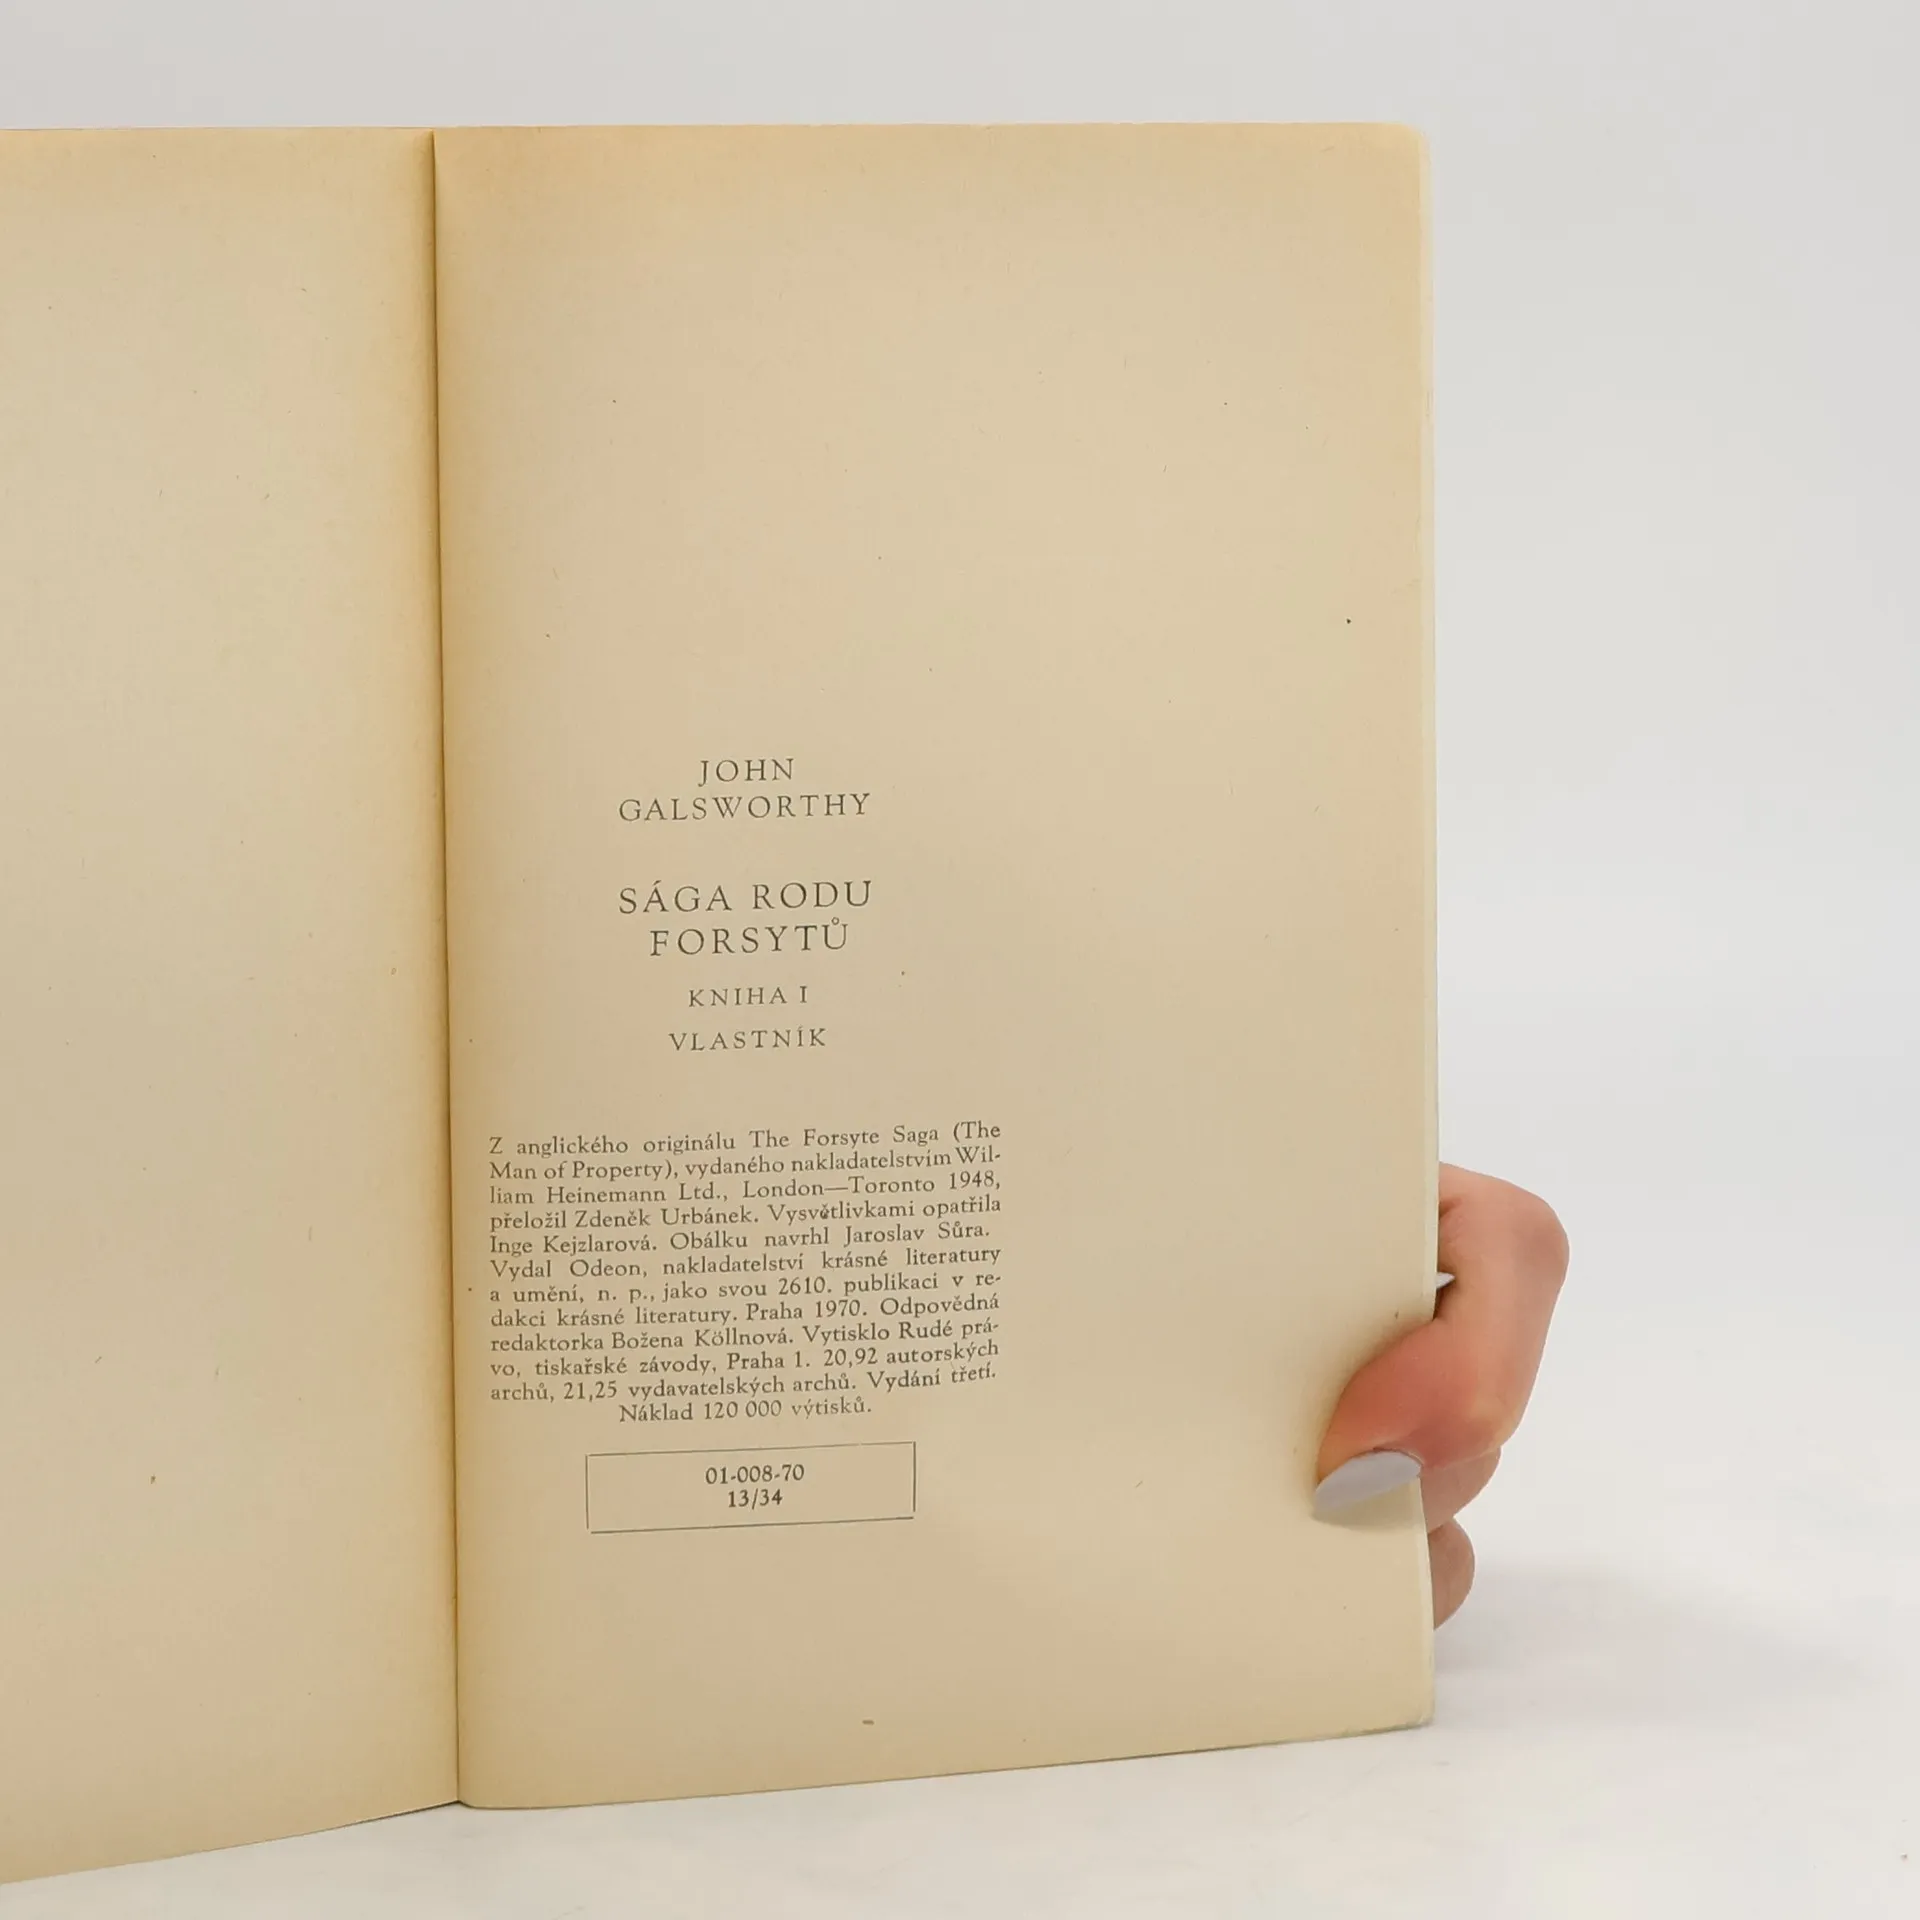 JOHN
GALSWORTHY
SÁGA RODU
FORSYTŮ
KNIHA I
VLASTNÍK
Z anglického originálu The Forsyte Saga (The
Man of Property), vydaného nakladatelstvím Wil-
liam Heinemann Ltd., London—Toronto 1948,
přeložil Zdeněk Urbánek. Vysvětlivkami opatřila
Inge Kejzlarová. Obálku navrhl Jaroslav Sůra.
Vydal Odeon, nakladatelství krásné literatury
a umění, n. p., jako svou 2610. publikaci v re-
dakci krásné literatury. Praha 1970. Odpovědná
redaktorka Božena Köllnová. Vytisklo Rudé prá-
vo, tiskařské závody, Praha 1. 20,92 autorských
archů, 21,25 vydavatelských archů. Vydání třetí.
Náklad 120 000 výtisků.
01-008-70
13/34